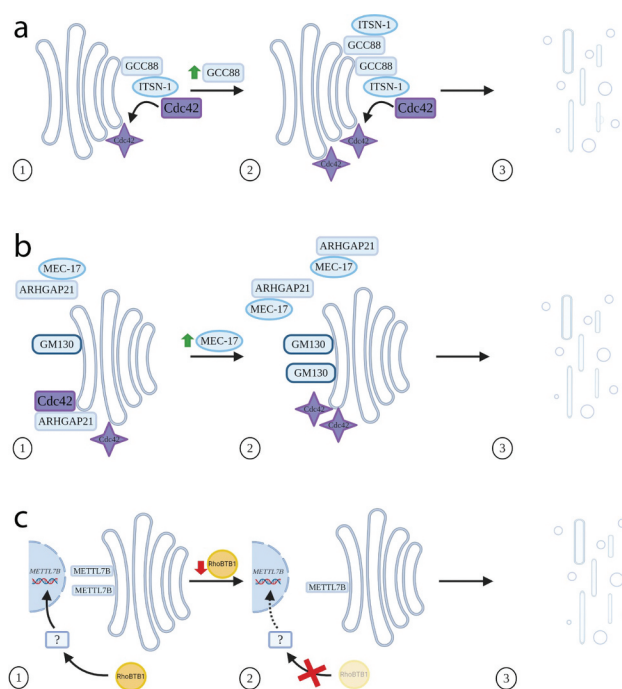 a
GCC88
ITSN-1
Cdc42
Cdc42
1
GCC88
ITSN-1
GCC88
GCC88
ITSN-1
Cdc42
Cdc42
Cdc42
2
3
b
MEC-17
ARHGAP21
GM130
Cdc42
ARHGAP21
Cdc42
1
MEC-17
ARHGAP21
MEC-17
ARHGAP21
MEC-17
GM130
GM130
Cdc42
Cdc42
2
3
c
METTL7B
METTL7B
METTL7B
?
RhoBTB1
1
RhoBTB1
METTL7B
METTL7B
?
RhoBTB1
2
3